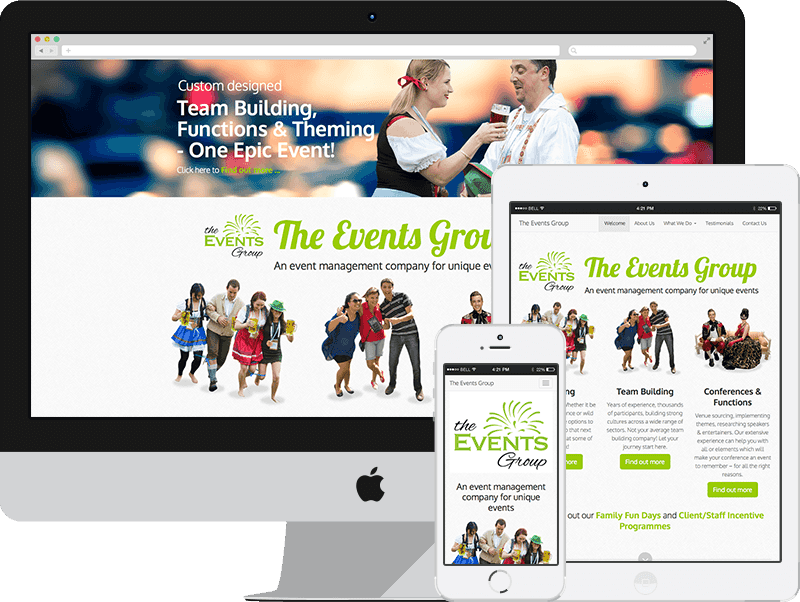 Custom designed
Team Building,
Functions & Theming
- One Epic Event!
Click here to Find out more ...
the
EVENTS
Group
The Events Grou
An event management company for unique eve
BELL
4:21 PM
22%
The Events Group
Welcome
About Us
What We Do
Testimonials
Contact Us
the
EVENTS
Group
The Events Group
An event management company for unique events
Whether it be
ence or wild
options to
to that next
at some of
Team Building
Years of experience, thousands
of participants, building strong
cultures across a wide range of
sectors. Not your average team
building company! Let your
journey start here.
Find out more
Conferences &
Functions
Venue sourcing, implementing
themes, researching speakers
& entertainers. Our extensive
experience can help you with
all or elements which will
make your conference an event
to remember – for all the right
reasons.
Find out more
more
out our Family Fun Days and Client/Staff Incentive
Programmes
BELL
4:21 PM
22%
The Events Group
the
EVENTS
Group
An event management
company for unique
events